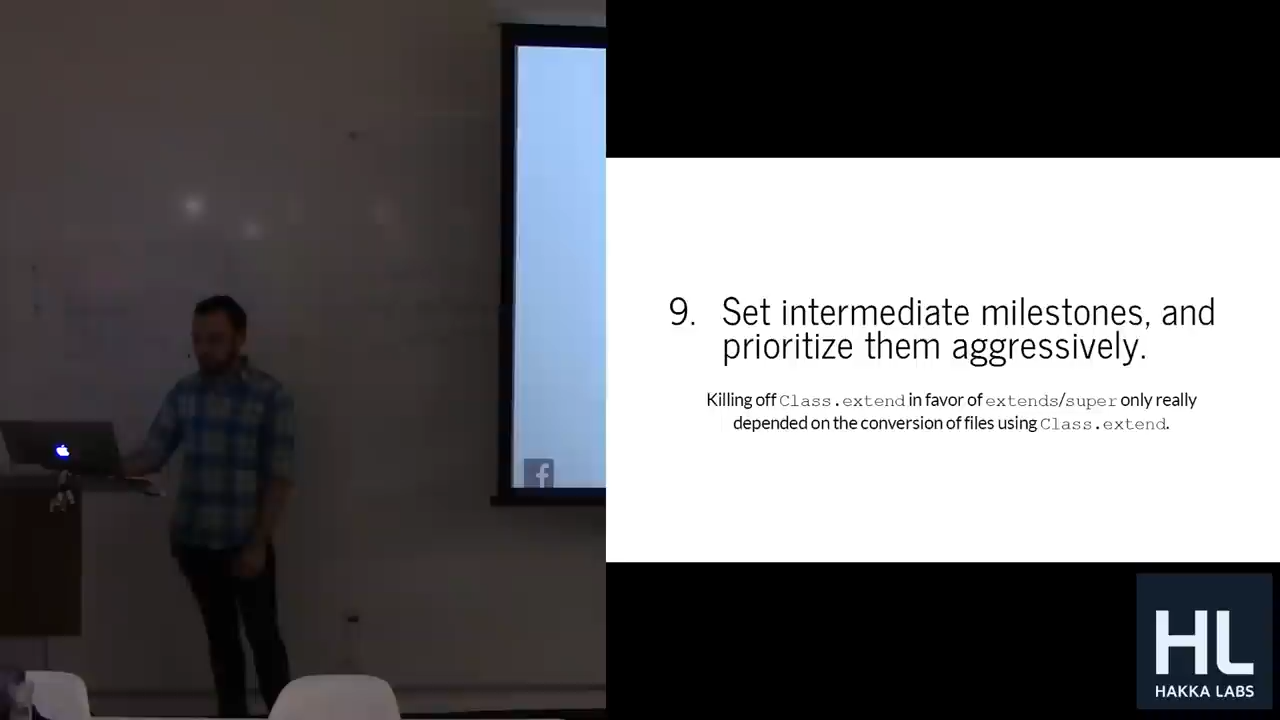 9. Set intermediate milestones, and
prioritize them aggressively.
Killing off Class.extend in favor of extends/super only really
depended on the conversion of files using Class.extend.
f
HL
HAKKA LABS